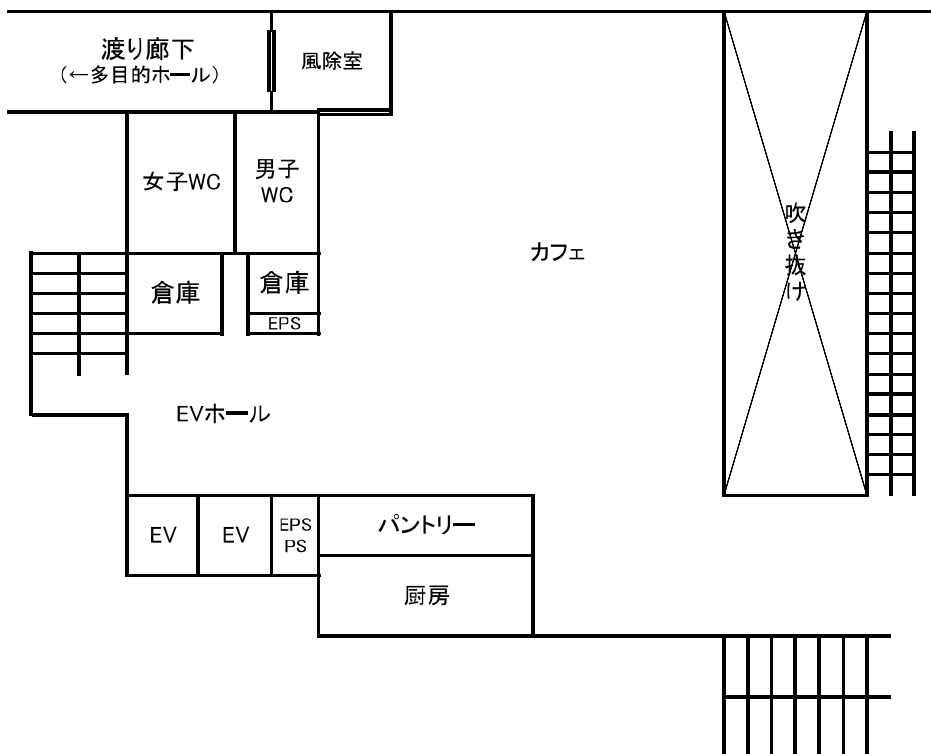 渡り廊下
(←多目的ホール)
風除室
女子WC
男子
WC
カフェ
吹き抜け
倉庫
倉庫
EPS
EVホール
EV
EV
EPS
PS
パントリー
厨房